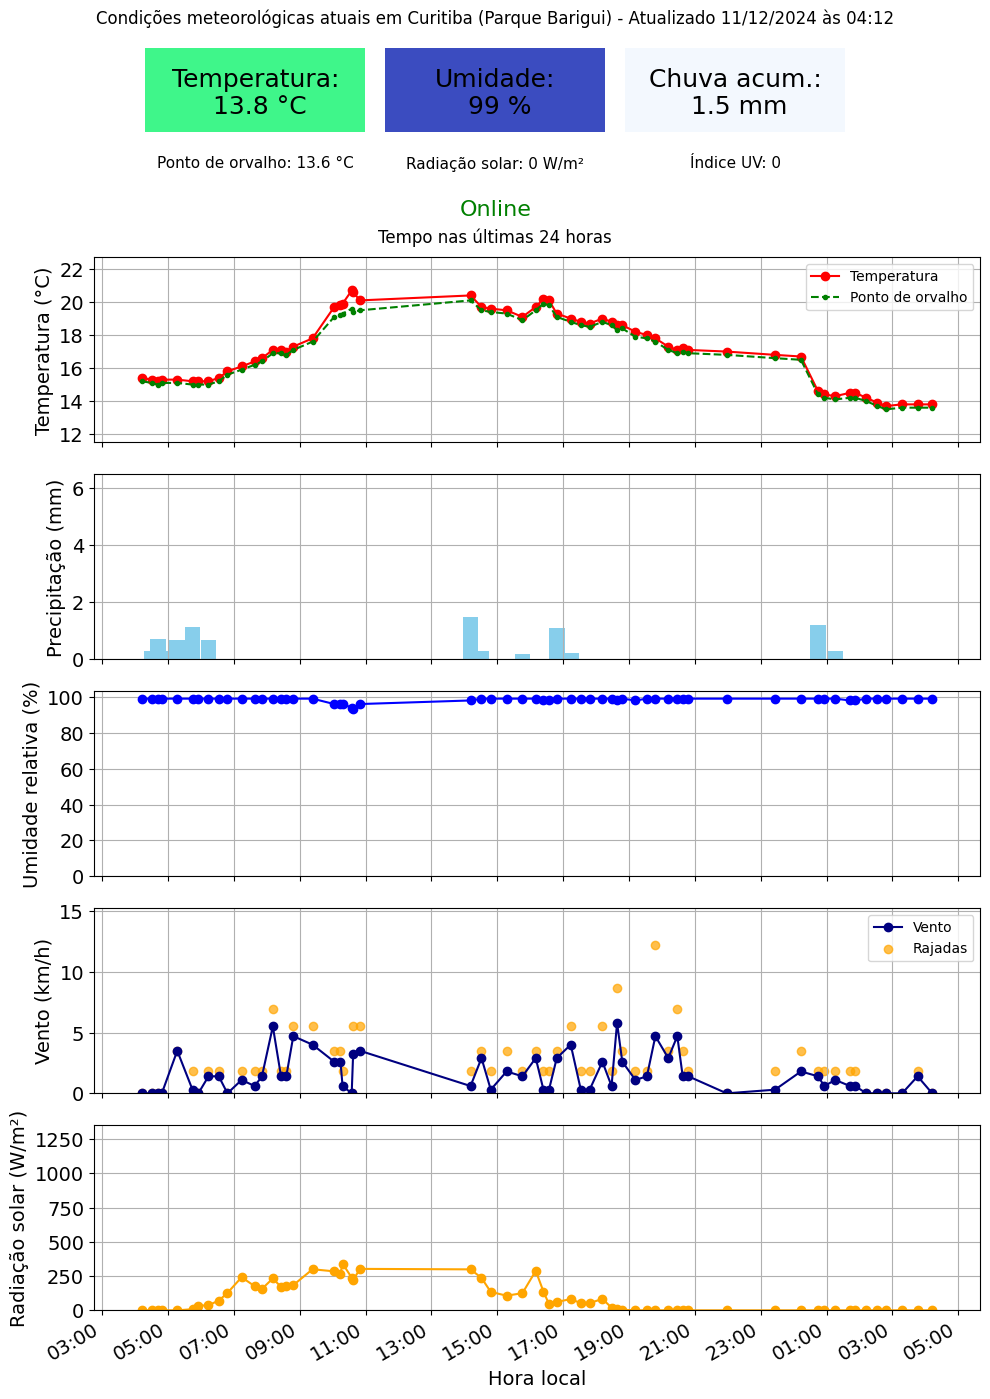 Condições meteorológicas atuais em Curitiba (Parque Barigui) - Atualizado 11/12/2024 às 04:12
Temperatura:
13.8 °C
Umidade:
99 %
Chuva acum.:
1.5 mm
Ponto de orvalho: 13.6 °C
Radiação solar: 0 W/m²
Índice UV: 0
Online
Tempo nas últimas 24 horas
Temperatura (°C)
22
20
18
16
14
12
Temperatura
Ponto de orvalho
Precipitação (mm)
6
4
2
0
Umidade relativa (%)
100
80
60
40
20
0
Vento (km/h)
15
10
5
0
Vento
Rajadas
Radiação solar (W/m²)
1250
1000
750
500
250
0
03:00
05:00
07:00
09:00
11:00
15:00
17:00
19:00
21:00
23:00
01:00
03:00
05:00
Hora local